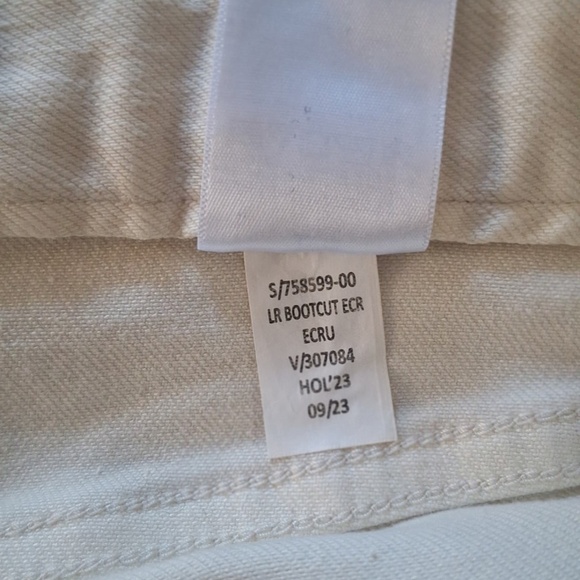 S/758599-00
LR BOOTCUT ECR
ECRU
V/307084
HOL'23
09/23